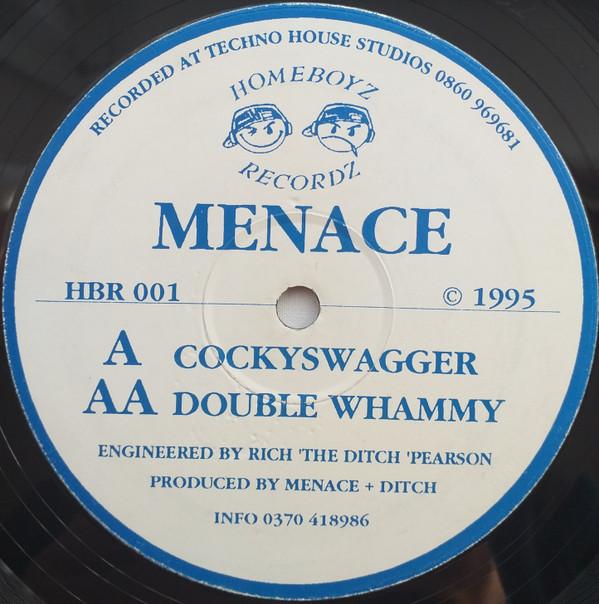 RECORDED AT TECHNO HOUSE STUDIOS 0860 969681
HOMEBOYZ
RECORDZ
MENACE
HBR 001 © 1995
A COCKYSWAGGER
AA DOUBLE WHAMMY
ENGINEERED BY RICH 'THE DITCH 'PEARSON
PRODUCED BY MENACE + DITCH
INFO 0370 418986